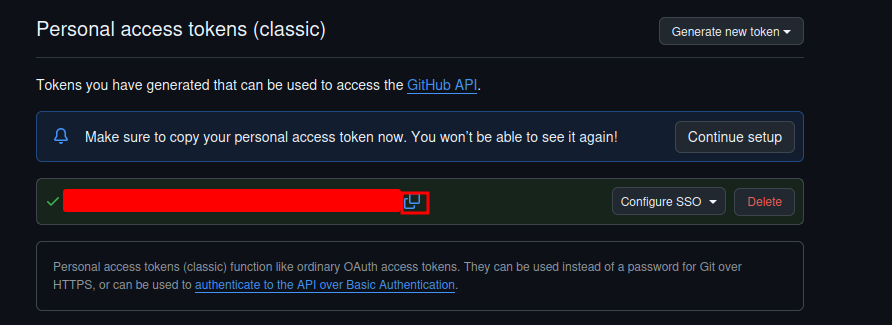 Personal access tokens (classic)
Generate new token
Tokens you have generated that can be used to access the GitHub API.
Make sure to copy your personal access token now. You won't be able to see it again!
Continue setup
Configure SSO
Delete
Personal access tokens (classic) function like ordinary OAuth access tokens. They can be used instead of a password for Git over
HTTPS, or can be used to authenticate to the API over Basic Authentication.